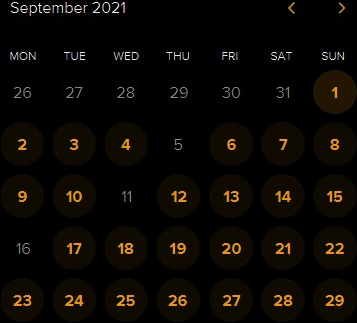 September 2021
MON TUE WED THU FRI SAT SUN
26 27 28 29 30 31 1
2 3 4 5 6 7 8
9 10 11 12 13 14 15
16 17 18 19 20 21 22
23 24 25 26 27 28 29